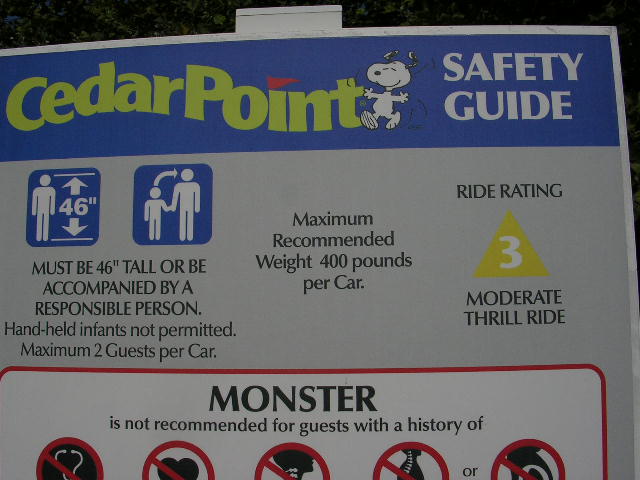 CedarPoint®
SAFETY
GUIDE
46"
MUST BE 46" TALL OR BE
ACCOMPANIED BY A
RESPONSIBLE PERSON.
Hand-held infants not permitted.
Maximum 2 Guests per Car.
Maximum
Recommended
Weight 400 pounds
per Car.
RIDE RATING
3
MODERATE
THRILL RIDE
MONSTER
is not recommended for guests with a history of
or